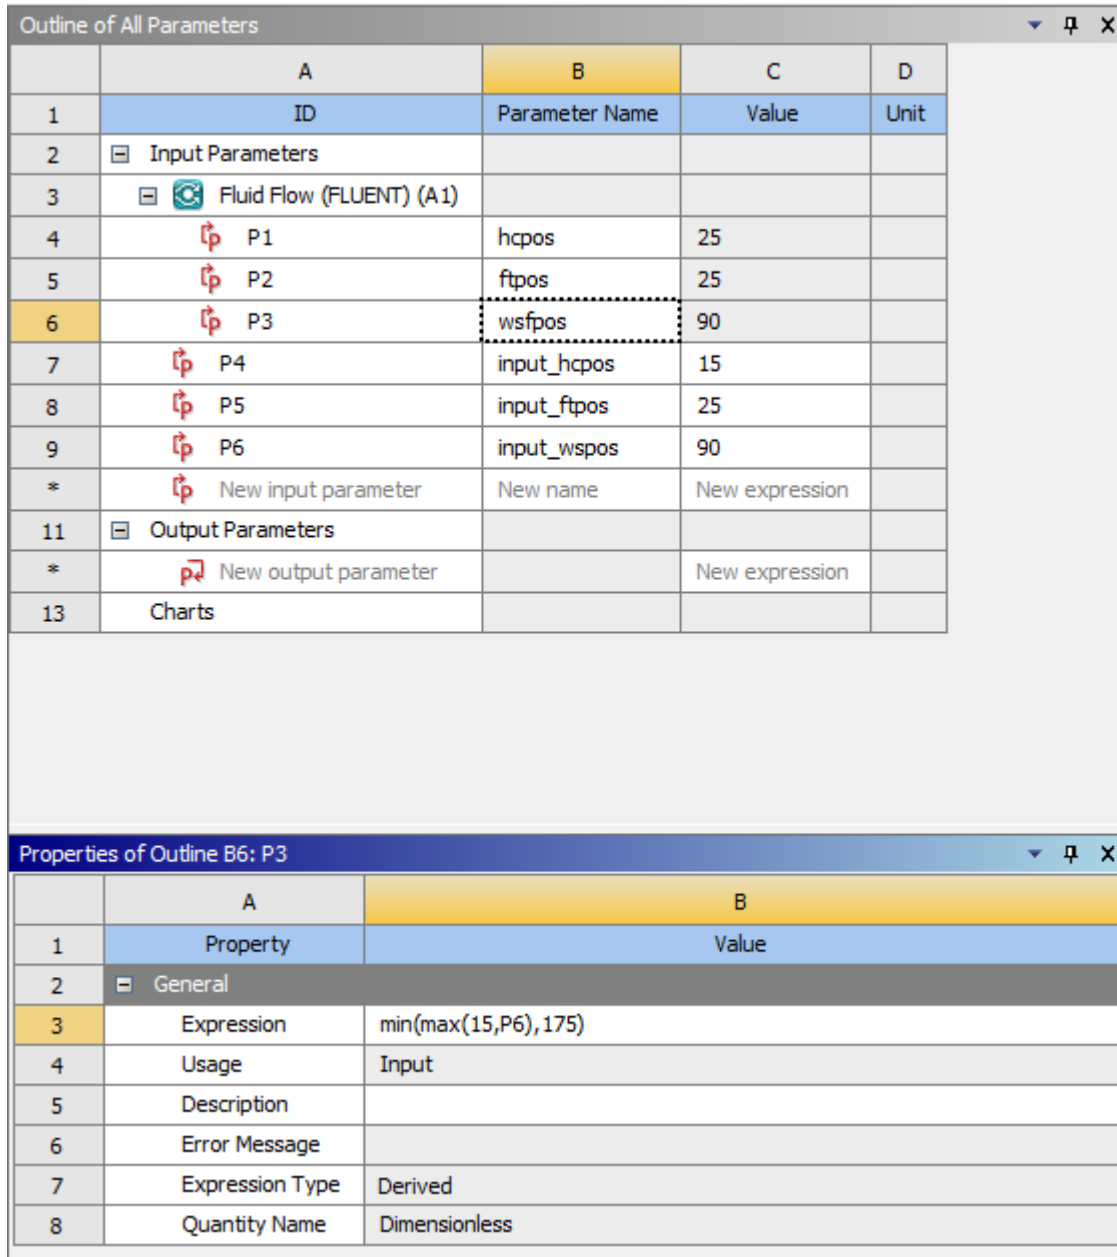 Outline of All Parameters
A B C D
1 ID Parameter Name Value Unit
2 Input Parameters
3 Fluid Flow (FLUENT) (A1)
4 P1 hcpos 25
5 P2 ftpos 25
6 P3 wsfpos 90
7 P4 input_hcpos 15
8 P5 input_ftpos 25
9 P6 input_wspos 90
* New input parameter New name New expression
11 Output Parameters
* New output parameter New expression
13 Charts
Properties of Outline B6: P3
A B
1 Property Value
2 General
3 Expression min(max(15,P6),175)
4 Usage Input
5 Description
6 Error Message
7 Expression Type Derived
8 Quantity Name Dimensionless